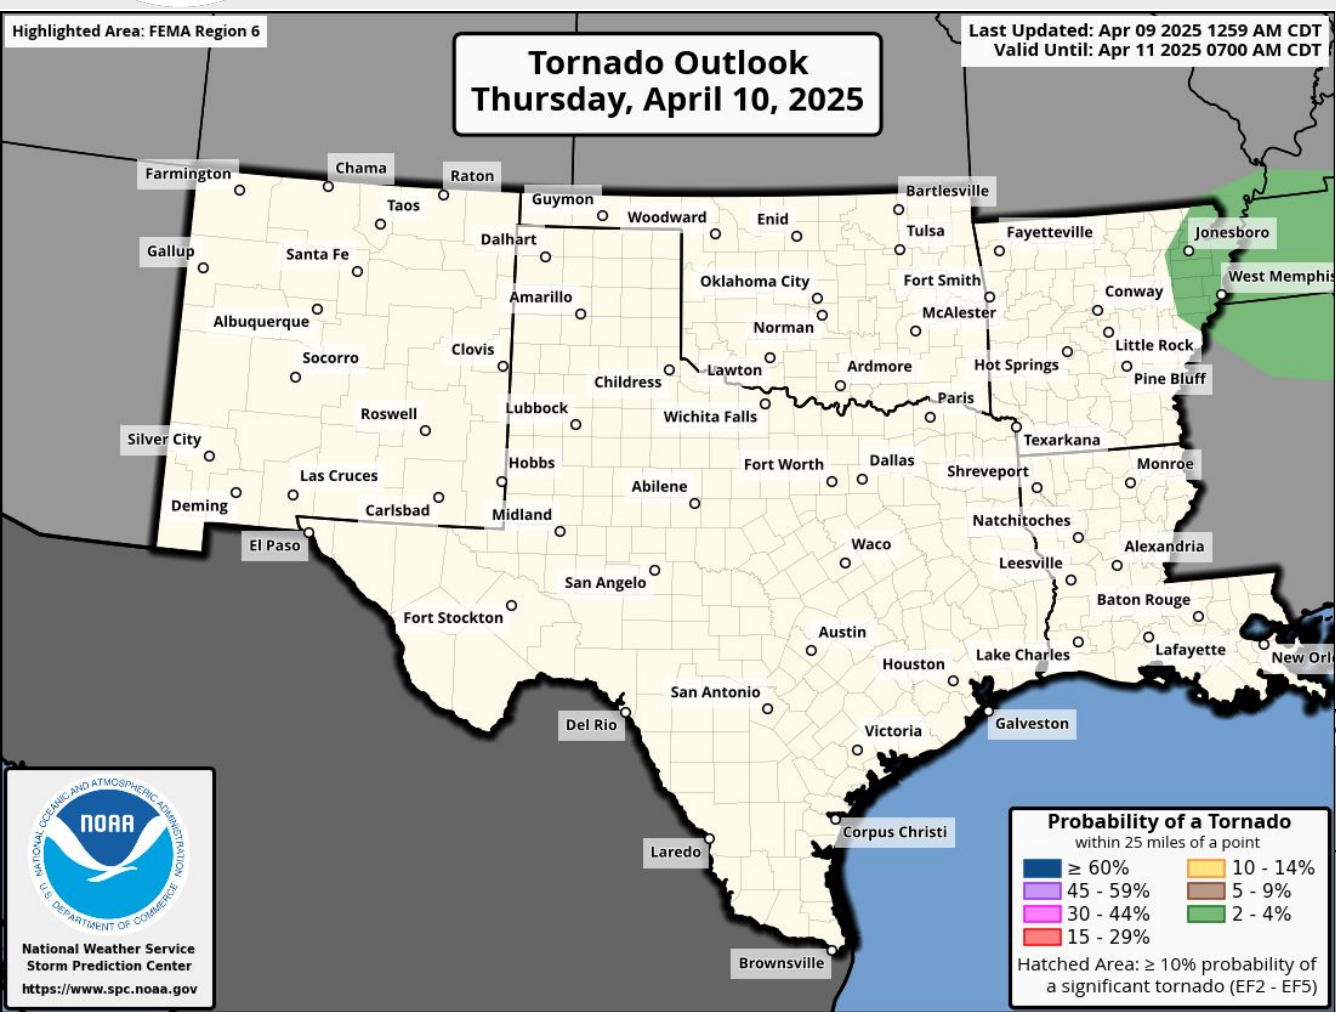 Highlighted Area: FEMA Region 6
Last Updated: Apr 09 2025 1259 AM CDT
Valid Until: Apr 11 2025 0700 AM CDT
Tornado Outlook
Thursday, April 10, 2025
Farmington
Chama
Raton
Taos
Guymon
Woodward
Enid
Bartlesville
Tulsa
Fayetteville
Jonesboro
Gallup
Santa Fe
Dalhart
Oklahoma City
Fort Smith
West Memphis
Amarillo
Conway
Albuquerque
Norman
McAlester
Little Rock
Socorro
Clovis
Childress
Lawton
Ardmore
Hot Springs
Pine Bluff
Roswell
Lubbock
Wichita Falls
Paris
Silver City
Texarkana
Las Cruces
Hobbs
Abilene
Fort Worth
Dallas
Shreveport
Monroe
Deming
Carlsbad
Midland
Natchitoches
El Paso
San Angelo
Waco
Leesville
Alexandria
Fort Stockton
Baton Rouge
Austin
Houston
Lake Charles
Lafayette
New Orl
San Antonio
Del Rio
Victoria
Galveston
Corpus Christi
Laredo
Brownsville
NATIONAL OCEANIC AND ATMOSPHERIC ADMINISTRATION
NOAA
U.S. DEPARTMENT OF COMMERCE
National Weather Service
Storm Prediction Center
https://www.spc.noaa.gov
Probability of a Tornado
within 25 miles of a point
≥ 60%
10 - 14%
45 - 59%
5 - 9%
30 - 44%
2 - 4%
15 - 29%
Hatched Area: ≥ 10% probability of
a significant tornado (EF2 - EF5)